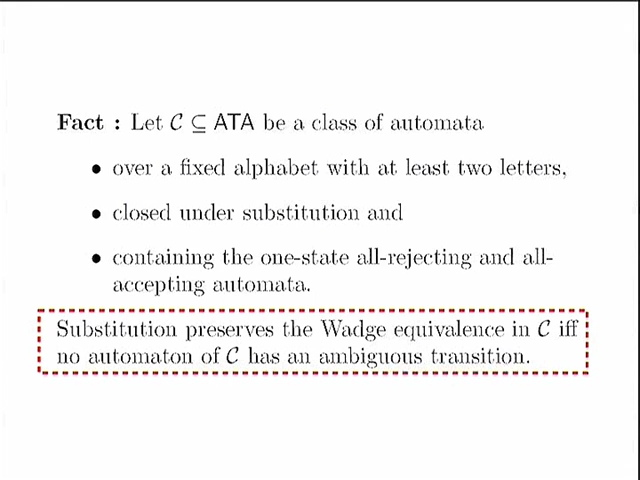 Fact : Let 𝒞 ⊆ ATA be a class of automata
• over a fixed alphabet with at least two letters,
• closed under substitution and
• containing the one-state all-rejecting and all-
accepting automata.
Substitution preserves the Wadge equivalence in 𝒞 iff
no automaton of 𝒞 has an ambiguous transition.